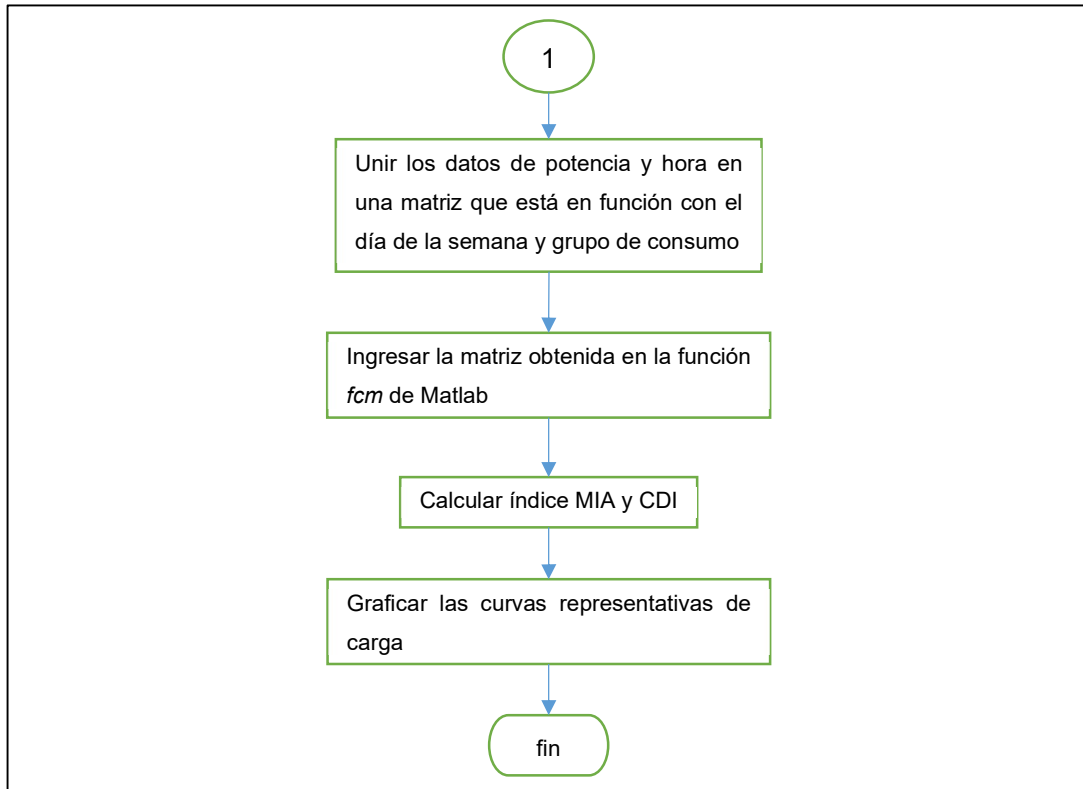 1
Unir los datos de potencia y hora en
una matriz que está en función con el
día de la semana y grupo de consumo
Ingresar la matriz obtenida en la función
fcm de Matlab
Calcular índice MIA y CDI
Graficar las curvas representativas de
carga
fin